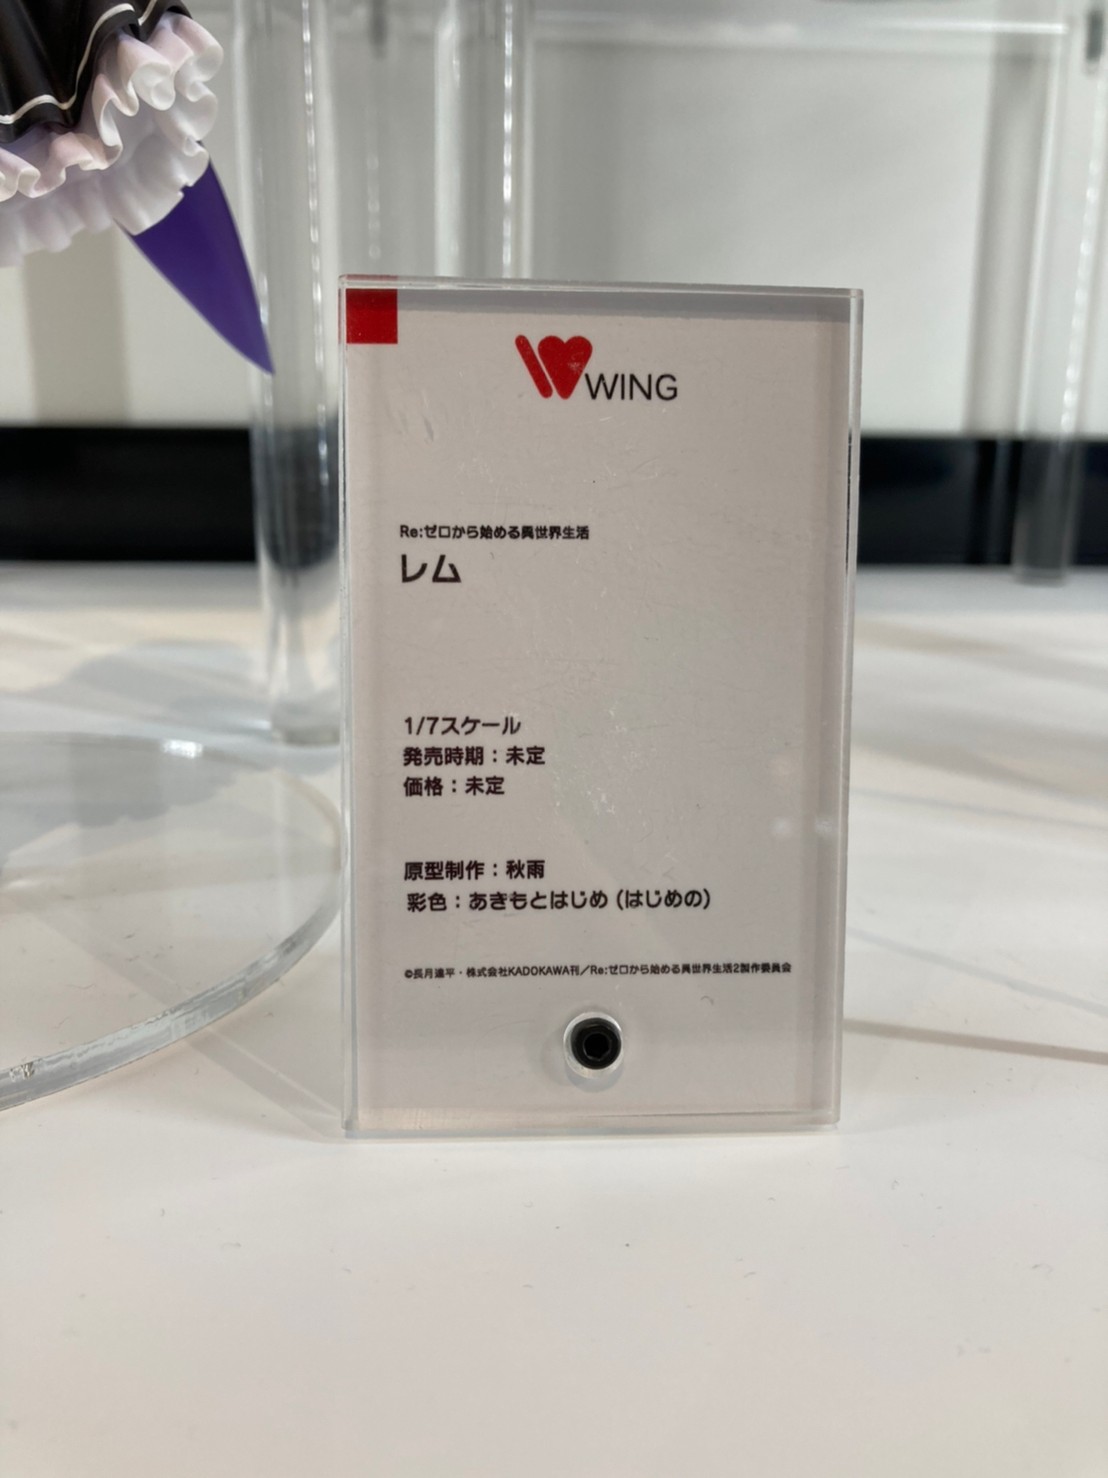 WING
Re:ゼロから始める異世界生活
レム
1/7スケール
発売時期：未定
価格：未定
原型制作：秋雨
彩色：あきもとはじめ (はじめの)
©長月達平・株式会社KADOKAWA刊／Re:ゼロから始める異世界生活2製作委員会